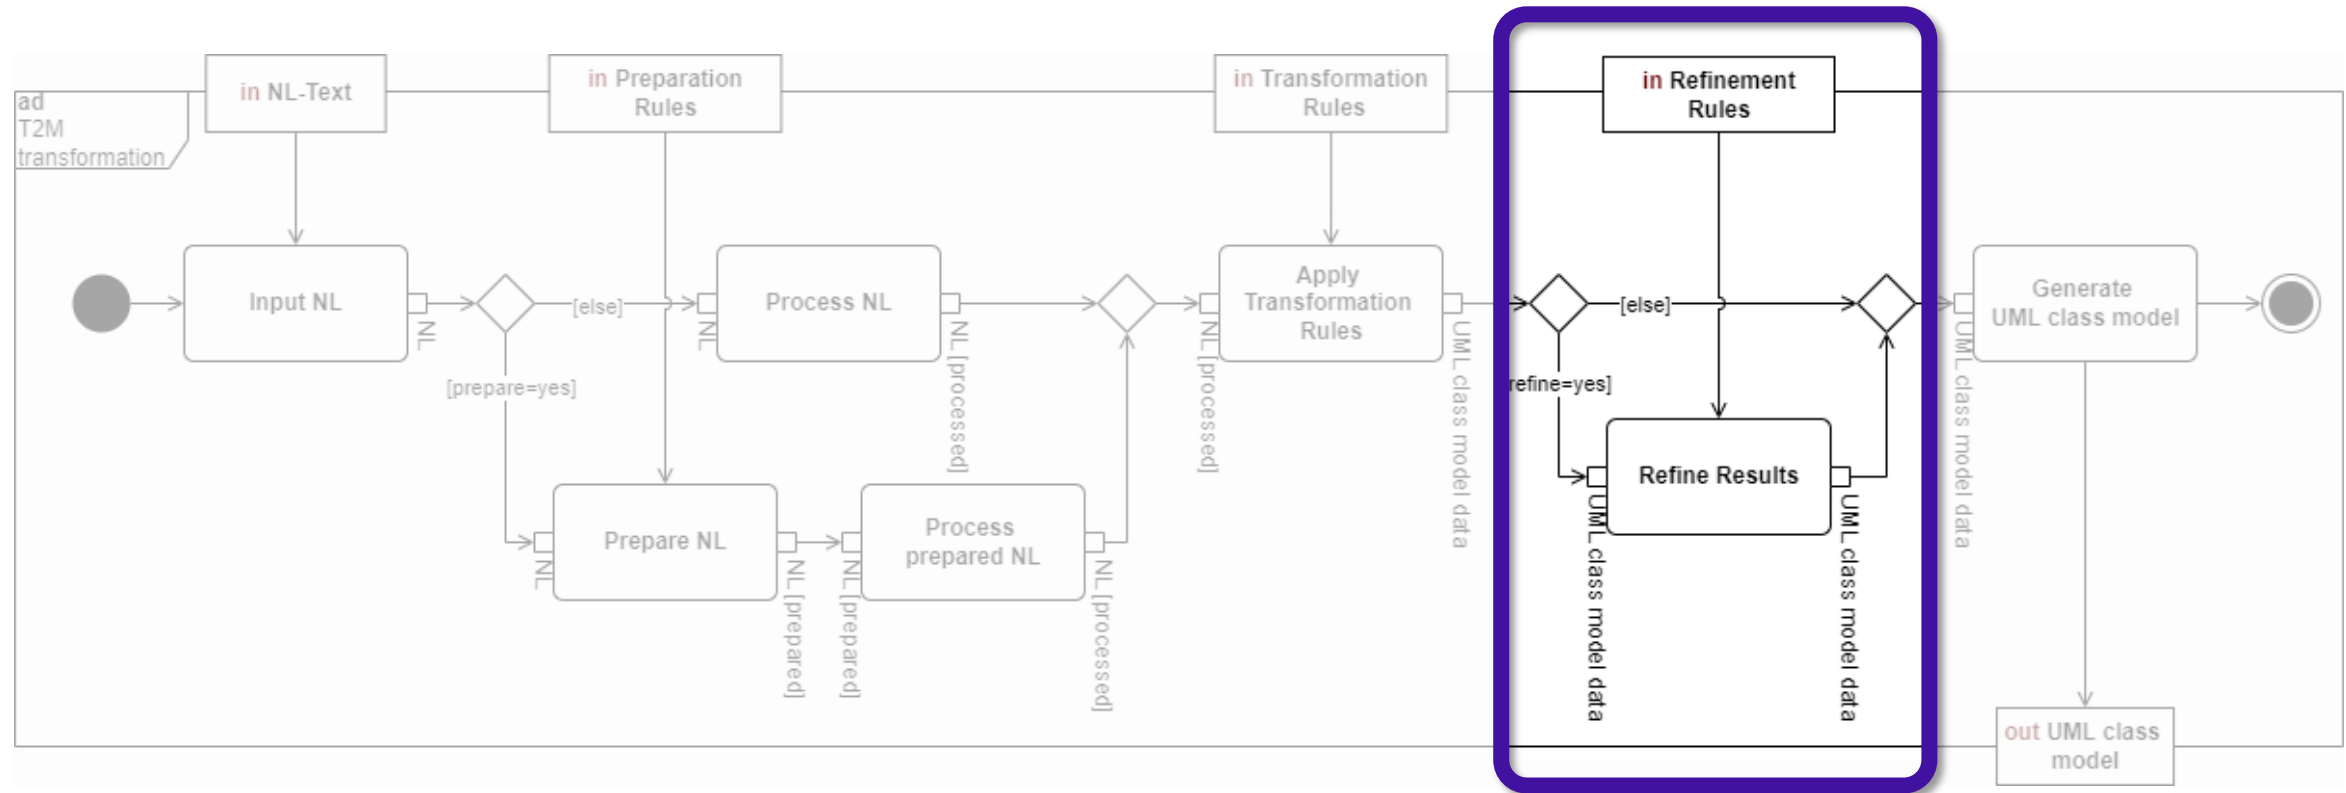 in NL-Text
in Preparation
Rules
in Transformation
Rules
in Refinement
Rules
ad
T2M
transformation
Input NL
NL
[else]
[prepare=yes]
NL
Process NL
NL [processed]
NL
Prepare NL
NL [prepared]
NL [prepared]
Process
prepared NL
NL [processed]
NL [processed]
Apply
Transformation
Rules
UML class model data
[else]
refine=yes]
UML class model data
Refine Results
UML class model data
UML class model data
Generate
UML class model
out UML class
model